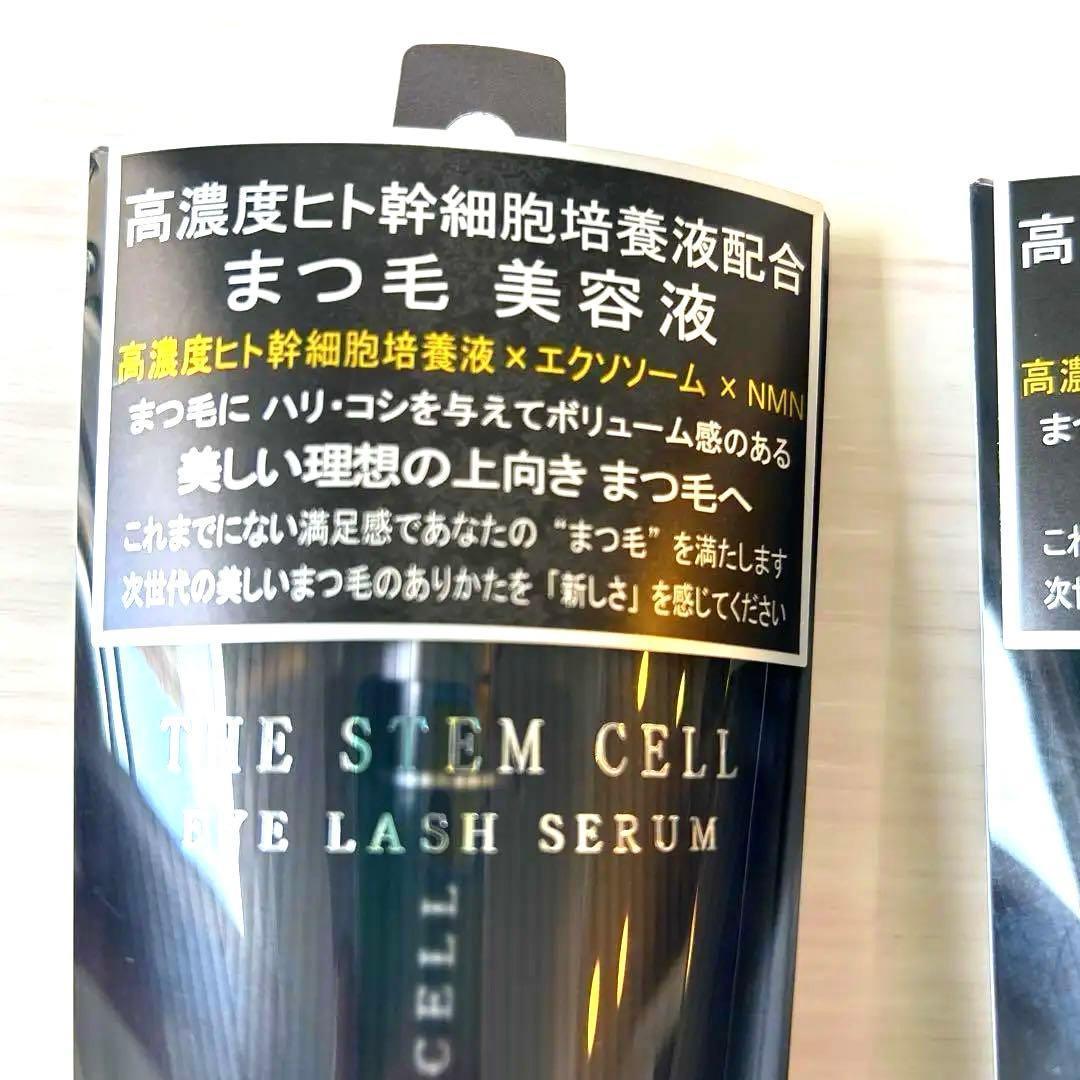 高濃度ヒト幹細胞培養液配合
まつ毛 美容液
高濃度ヒト幹細胞培養液×エクソソーム × NMN
まつ毛に ハリ・コシを与えてボリューム感のある
美しい理想の上向き まつ毛へ
これまでにない満足感であなたの “まつ毛” を満たします
次世代の美しいまつ毛のありかたを「新しさ」を感じてください
THE STEM CELL
EYE LASH SERUM
CELL
高
高濃
まつ
これ
次世